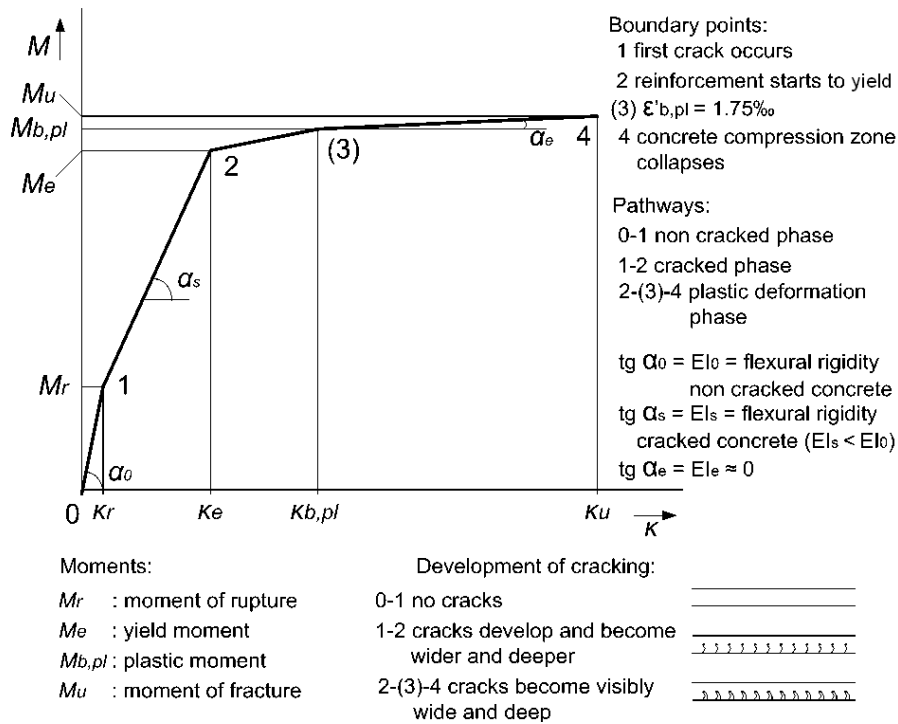 M
Mu
Mb,pl
Me
Mr
0
κr
κe
κb,pl
κu
κ
1
2
(3)
4
α0
αs
αe
Boundary points:
1 first crack occurs
2 reinforcement starts to yield
(3) ε'b,pl = 1.75‰
4 concrete compression zone
collapses
Pathways:
0-1 non cracked phase
1-2 cracked phase
2-(3)-4 plastic deformation
phase
tg α0 = EI0 = flexural rigidity
non cracked concrete
tg αs = EIs = flexural rigidity
cracked concrete (EIs < EI0)
tg αe = EIe ≈ 0
Moments:
Mr : moment of rupture
Me : yield moment
Mb,pl : plastic moment
Mu : moment of fracture
Development of cracking:
0-1 no cracks
1-2 cracks develop and become
wider and deeper
2-(3)-4 cracks become visibly
wide and deep